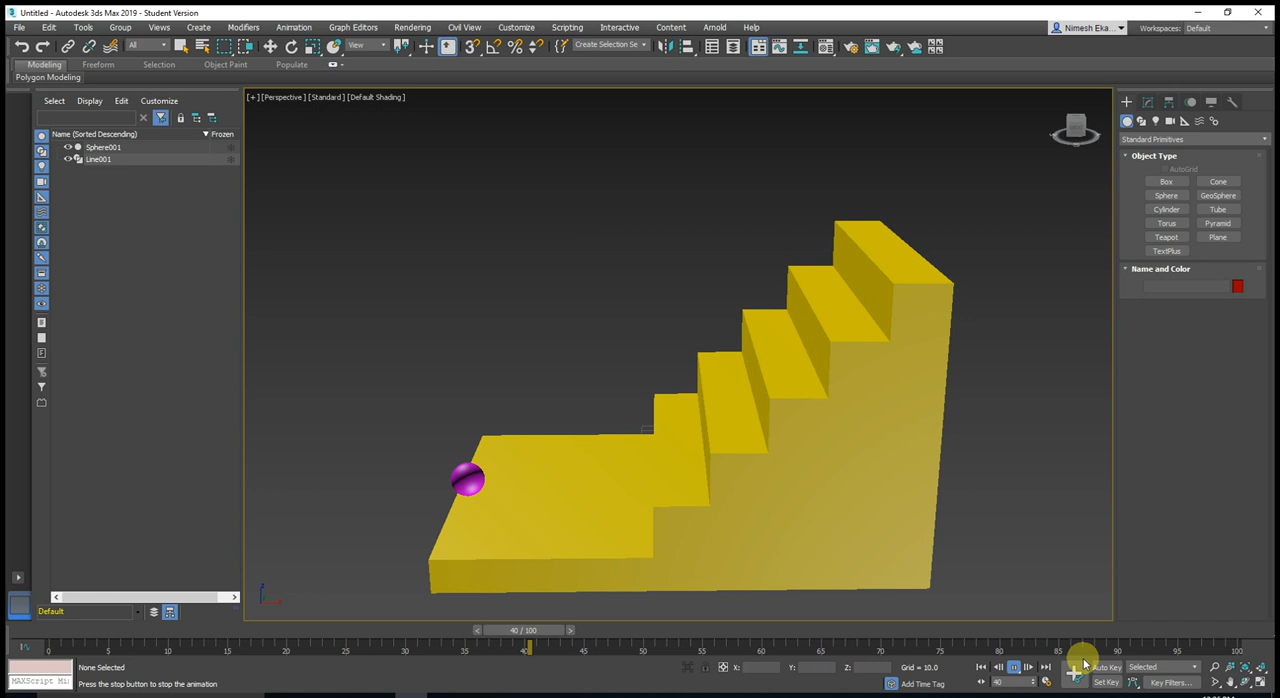 Untitled - Autodesk 3ds Max 2019 - Student Version
File Edit Tools Group Views Create Modifiers Animation Graph Editors Rendering Civil View Customize Scripting Interactive Content Arnold Help
Nimesh Eka... Workspaces: Default
All View Create Selection Se
Modeling Freeform Selection Object Paint Populate
Polygon Modeling
Select Display Edit Customize
[+] [Perspective] [Standard] [Default Shading]
Name (Sorted Descending) Frozen
Sphere001
Line001
Standard Primitives
Object Type
AutoGrid
Box Cone
Sphere GeoSphere
Cylinder Tube
Torus Pyramid
Teapot Plane
TextPlus
Name and Color
Default
40 / 100
0 5 10 15 20 25 30 35 40 45 50 55 60 65 70 75 80 85 90 95 100
None Selected X: Y: Z: Grid = 10.0 Auto Key Selected
MAXScript Mi: Press the stop button to stop the animation Add Time Tag 40 Set Key Key Filters...